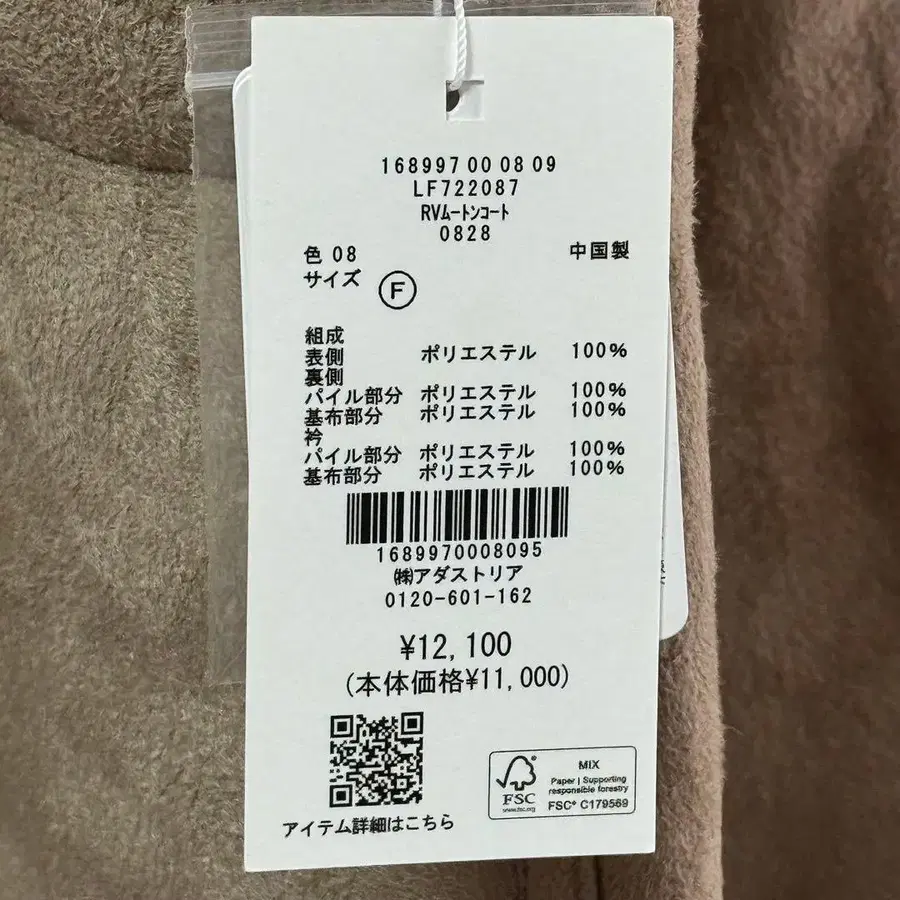 168997 00 08 09
LF722087
RVムートンコート
0828
色 08 中国製
サイズ F
組成
表側 ポリエステル 100%
裏側
パイル部分 ポリエステル 100%
基布部分 ポリエステル 100%
衿
パイル部分 ポリエステル 100%
基布部分 ポリエステル 100%
1689970008095
㈱アダストリア
0120-601-162
¥12,100
(本体価格¥11,000)
アイテム詳細はこちら
FSC
www.fsc.org
MIX
Paper | Supporting
responsible forestry
FSC® C179569